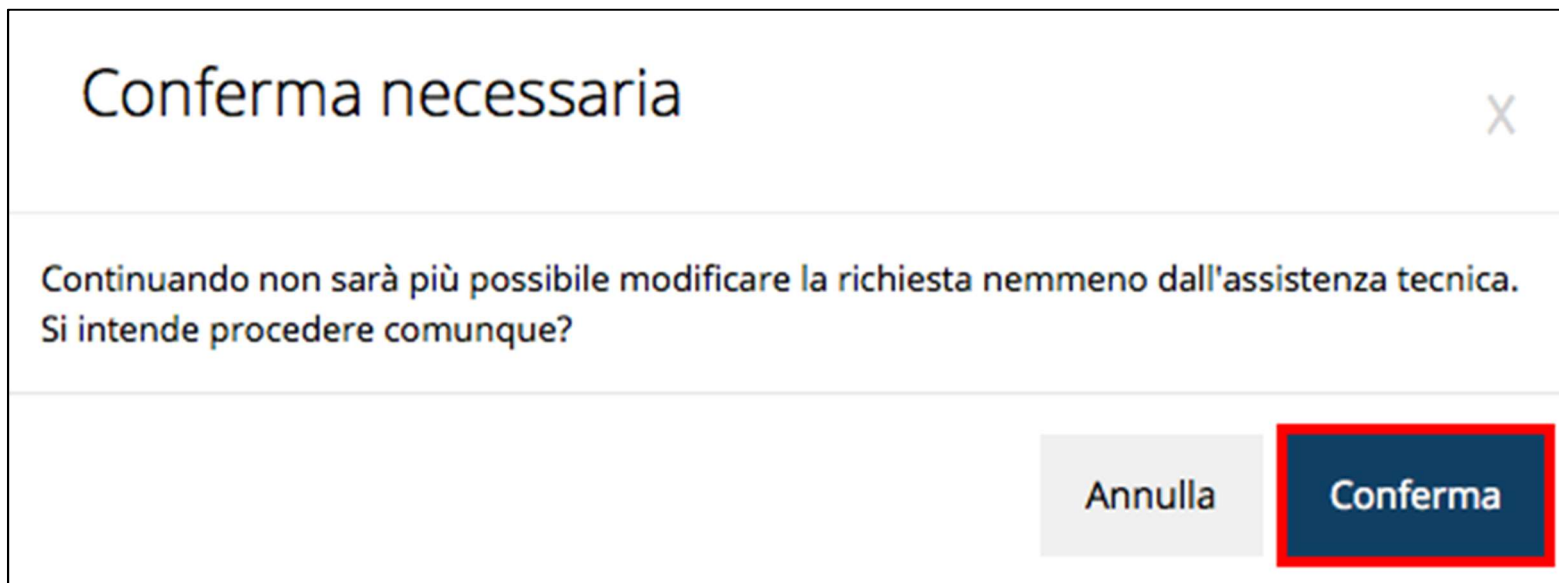 Conferma necessaria
X
Continuando non sarà più possibile modificare la richiesta nemmeno dall'assistenza tecnica.
Si intende procedere comunque?
Annulla
Conferma